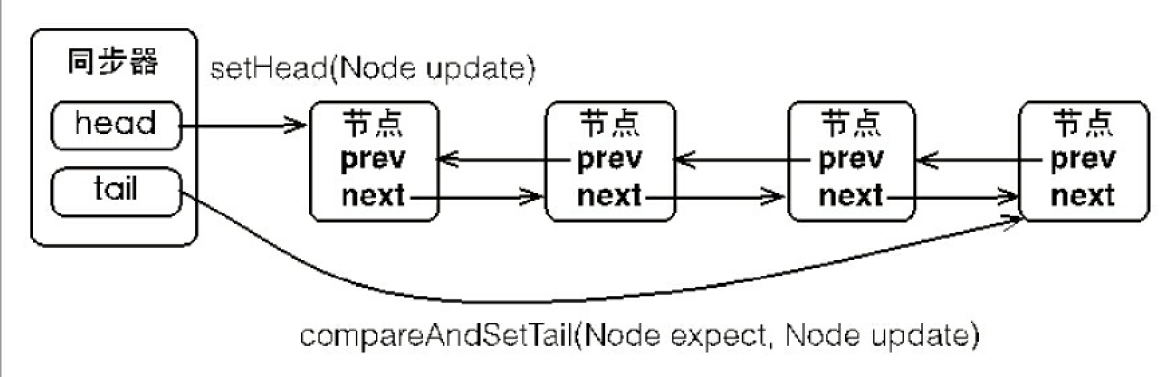 同步器
head
tail
setHead(Node update)
节点
prev
next
节点
prev
next
节点
prev
next
节点
prev
next
compareAndSetTail(Node expect, Node update)